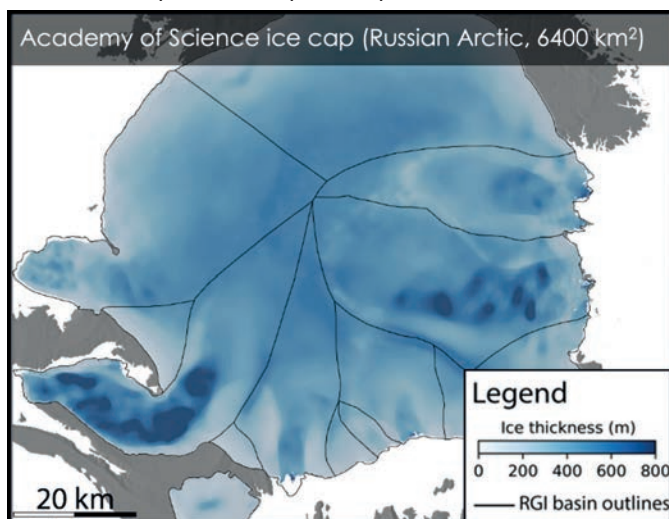 Academy of Science ice cap (Russian Arctic, 6400 km²)
Legend
Ice thickness (m)
0 200 400 600 800
RGI basin outlines
20 km